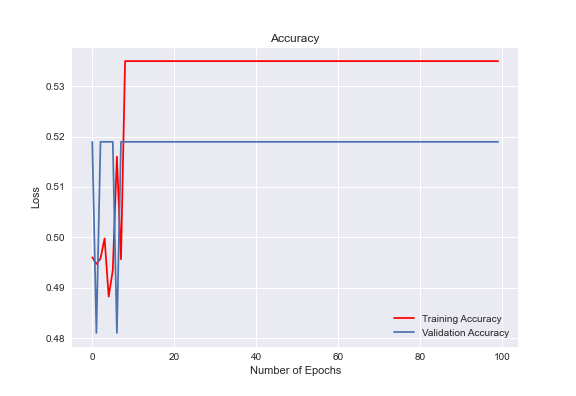 Accuracy
0.53
0.52
0.51
0.50
0.49
0.48
Loss
0 20 40 60 80 100
Number of Epochs
Training Accuracy
Validation Accuracy